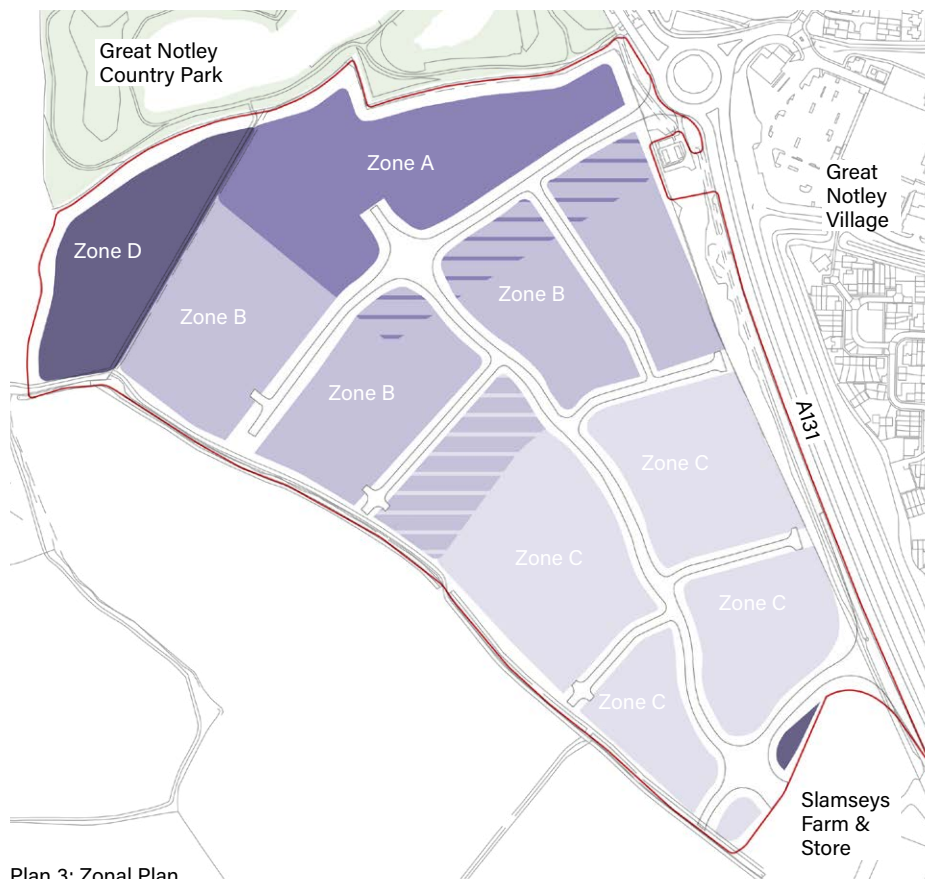 Great Notley
Country Park
Zone A
Great
Notley
Village
Zone D
Zone B
Zone B
Zone B
A131
Zone C
Zone C
Zone C
Zone C
Slamseys
Farm &
Store
Plan 3: Zonal Plan